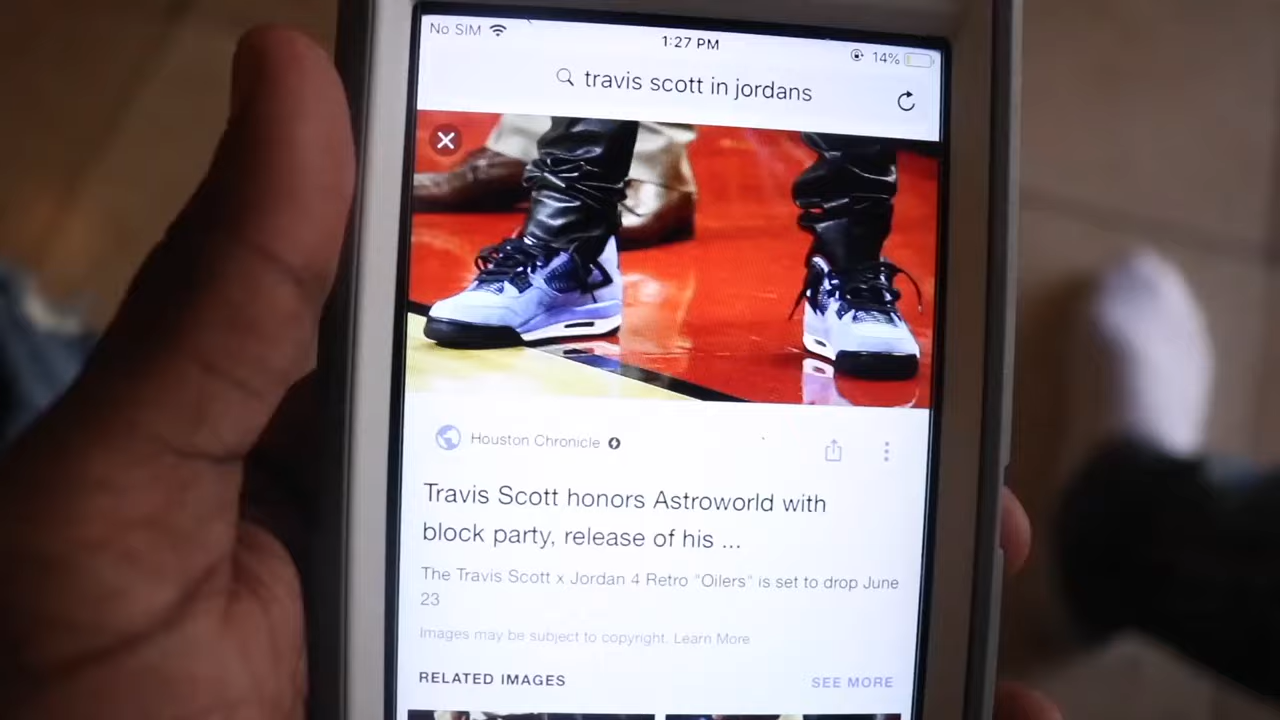 No SIM
1:27 PM
14%
travis scott in jordans
Houston Chronicle
Travis Scott honors Astroworld with
block party, release of his ...
The Travis Scott x Jordan 4 Retro "Oilers" is set to drop June
23
Images may be subject to copyright. Learn More
RELATED IMAGES
SEE MORE